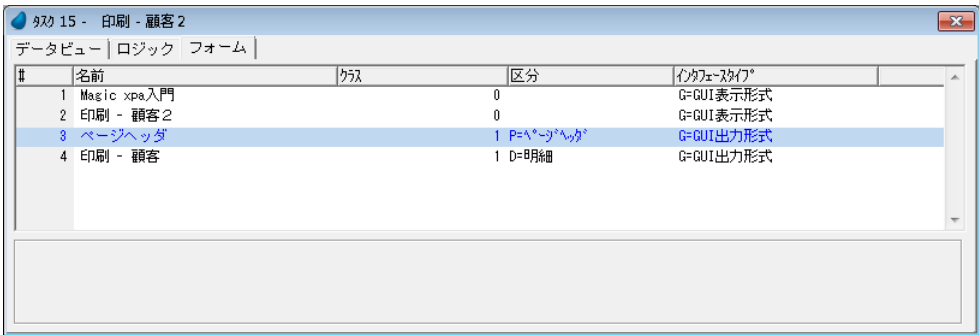 タスク 15 - 印刷 - 顧客2
データビュー ロジック フォーム
# 名前 クラス 区分 インタフェースタイプ
1 Magic xpa入門 0 G=GUI表示形式
2 印刷 - 顧客2 0 G=GUI表示形式
3 ページヘッダ 1 P=ページヘッダ G=GUI出力形式
4 印刷 - 顧客 1 D=明細 G=GUI出力形式